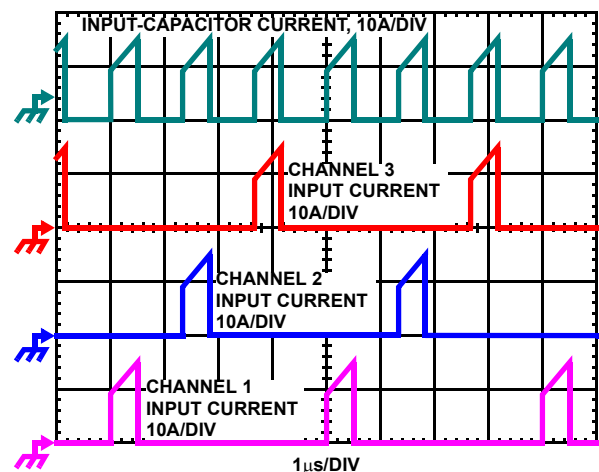 INPUT-CAPACITOR CURRENT, 10A/DIV
CHANNEL 3
INPUT CURRENT
10A/DIV
CHANNEL 2
INPUT CURRENT
10A/DIV
CHANNEL 1
INPUT CURRENT
10A/DIV
1μs/DIV